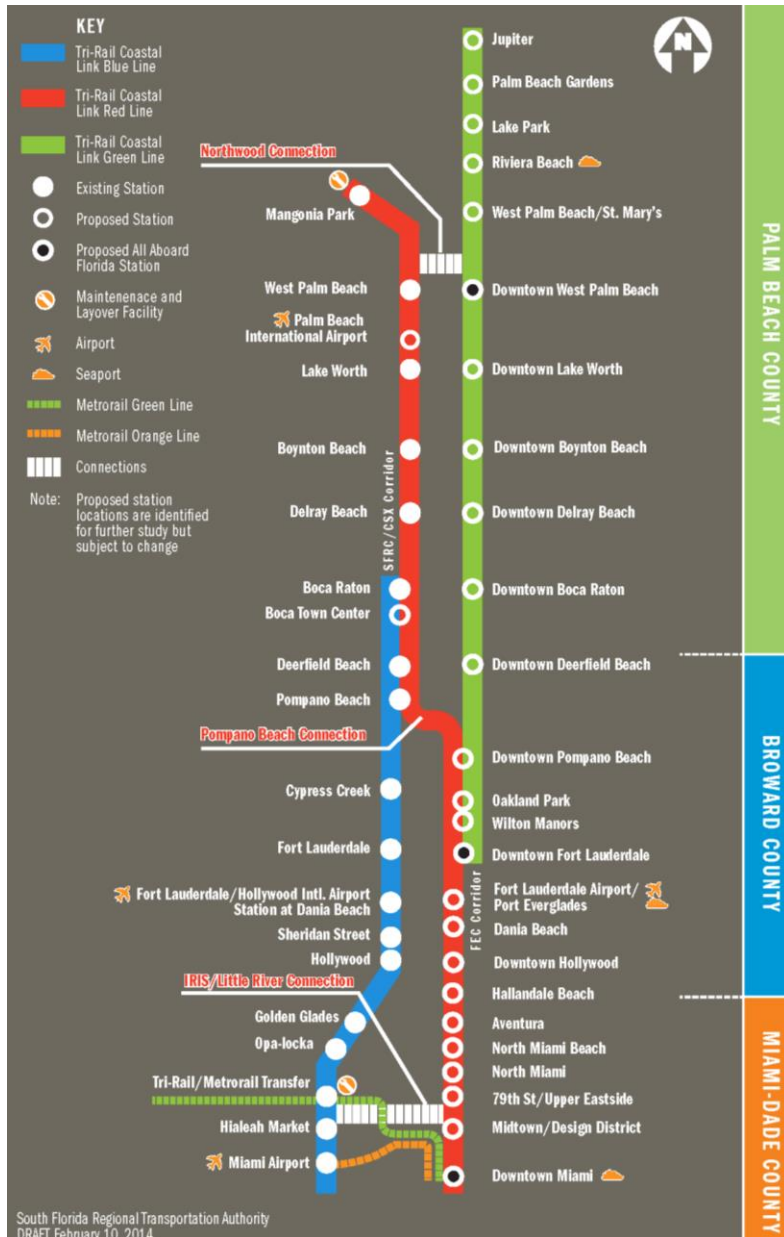 KEY
Tri-Rail Coastal
Link Blue Line
Tri-Rail Coastal
Link Red Line
Tri-Rail Coastal
Link Green Line
Existing Station
Proposed Station
Proposed All Aboard
Florida Station
Maintenenace and
Layover Facility
Airport
Seaport
Metrorail Green Line
Metrorail Orange Line
Connections
Note: Proposed station
locations are identified
for further study but
subject to change
N
Northwood Connection
Mangonia Park
West Palm Beach
Palm Beach
International Airport
Lake Worth
Boynton Beach
Delray Beach
SFRC/CSX Corridor
Boca Raton
Boca Town Center
Deerfield Beach
Pompano Beach
Pompano Beach Connection
Cypress Creek
Fort Lauderdale
Fort Lauderdale/Hollywood Intl. Airport
Station at Dania Beach
Sheridan Street
Hollywood
IRIS/Little River Connection
Golden Glades
Opa-locka
Tri-Rail/Metrorail Transfer
Hialeah Market
Miami Airport
Jupiter
Palm Beach Gardens
Lake Park
Riviera Beach
West Palm Beach/St. Mary's
Downtown West Palm Beach
Downtown Lake Worth
Downtown Boynton Beach
Downtown Delray Beach
Downtown Boca Raton
Downtown Deerfield Beach
Downtown Pompano Beach
Oakland Park
Wilton Manors
Downtown Fort Lauderdale
FEC Corridor
Fort Lauderdale Airport/
Port Everglades
Dania Beach
Downtown Hollywood
Hallandale Beach
Aventura
North Miami Beach
North Miami
79th St/Upper Eastside
Midtown/Design District
Downtown Miami
PALM BEACH COUNTY
BROWARD COUNTY
MIAMI-DADE COUNTY
South Florida Regional Transportation Authority
DRAFT February 10, 2014